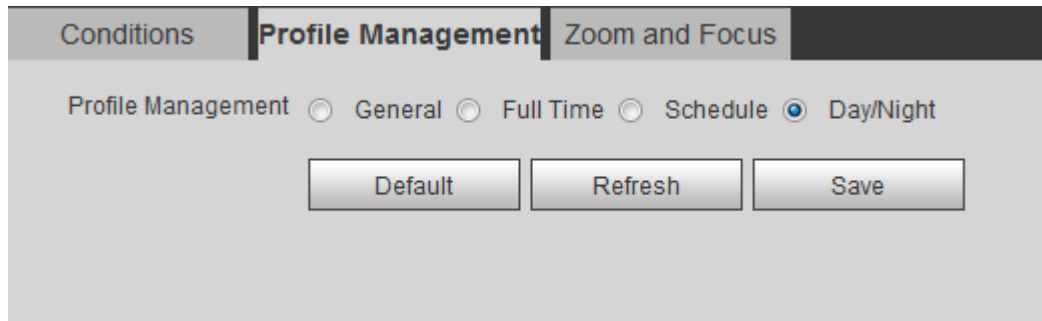 Conditions Profile Management Zoom and Focus
Profile Management General Full Time Schedule Day/Night
Default Refresh Save